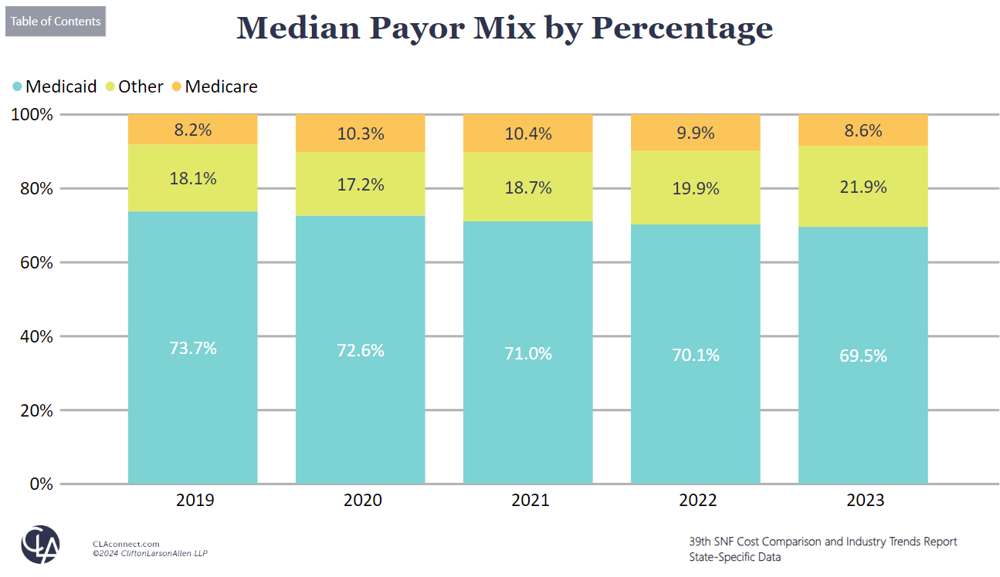 Table of Contents
Median Payor Mix by Percentage
Medicaid Other Medicare
100%
80%
60%
40%
20%
0%
8.2% 10.3% 10.4% 9.9% 8.6%
18.1% 17.2% 18.7% 19.9% 21.9%
73.7% 72.6% 71.0% 70.1% 69.5%
2019 2020 2021 2022 2023
CLA
CLAconnect.com
©2024 CliftonLarsonAllen LLP
39th SNF Cost Comparison and Industry Trends Report
State-Specific Data